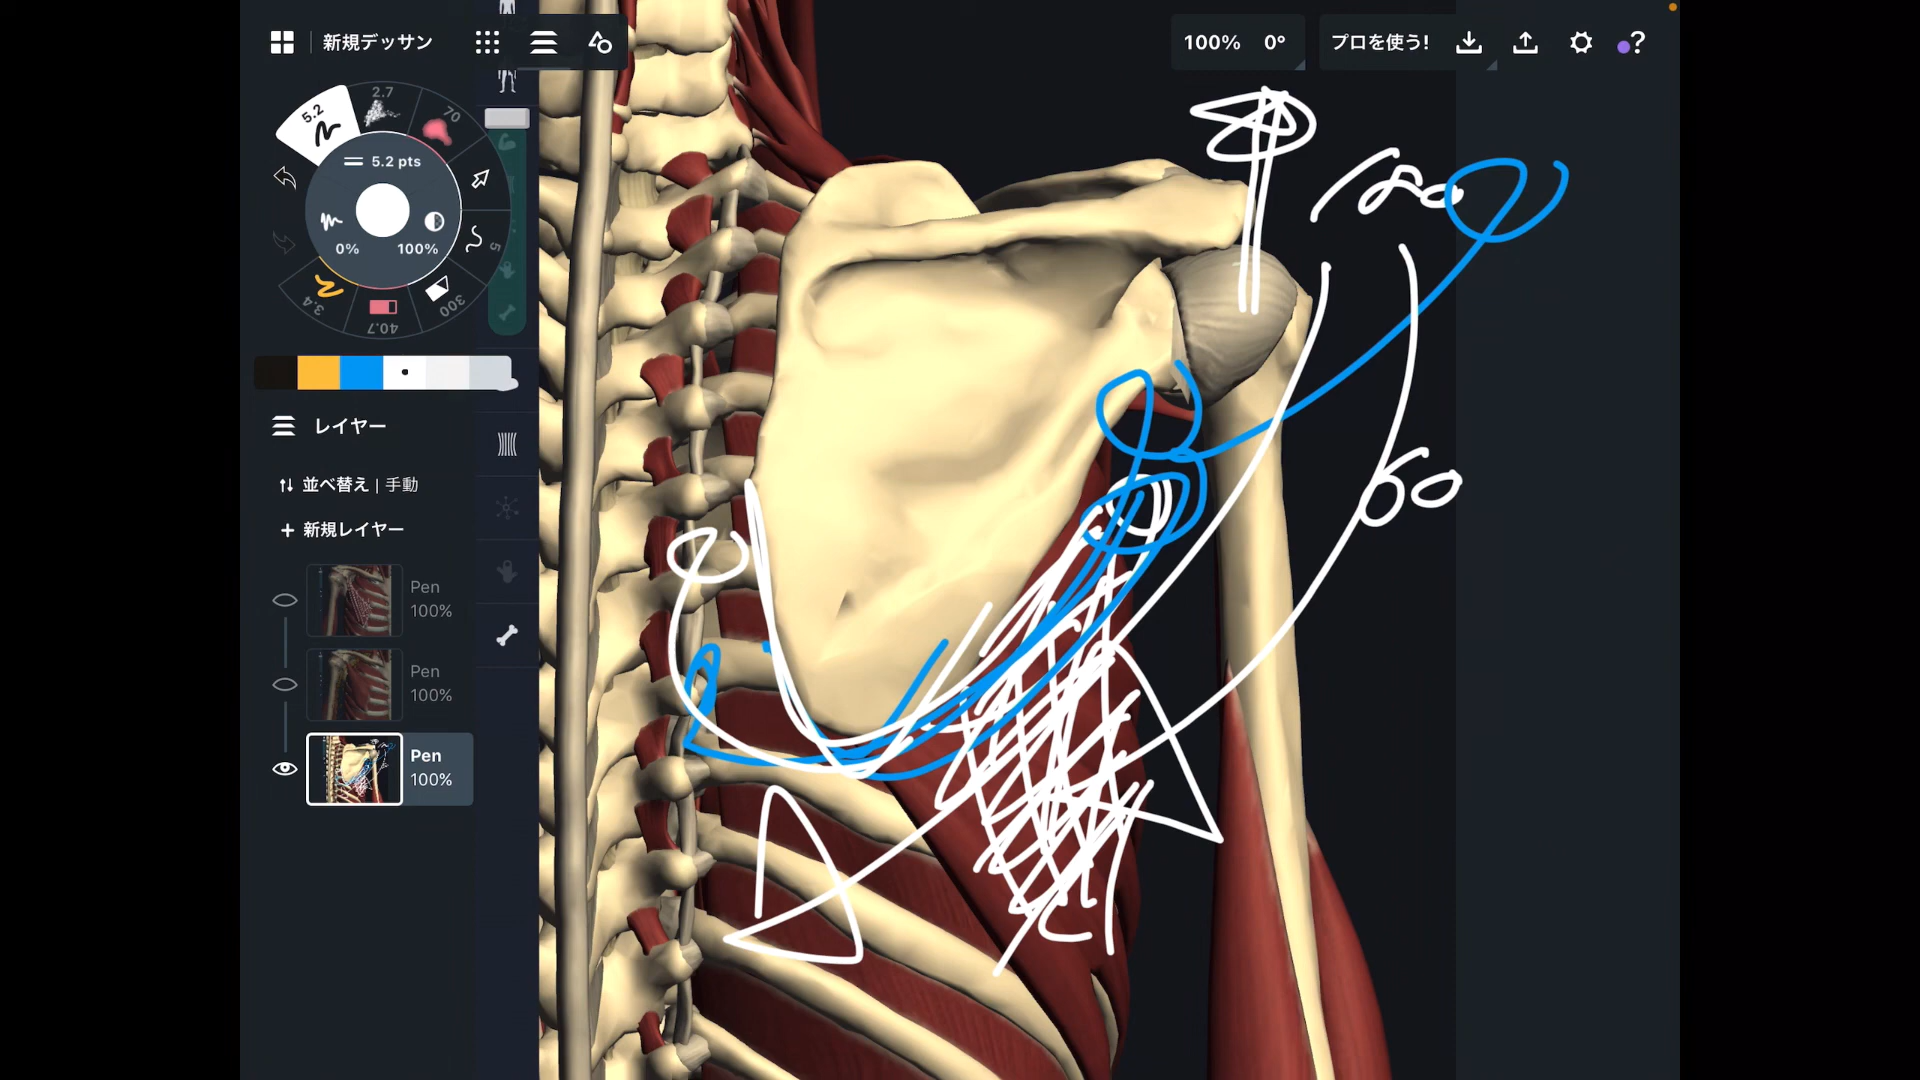 新規デッサン
100% 0° プロを使う! ?
2.7
5.2
70
5.2 pts
0% 100%
5
3.4
40.7
300
レイヤー
並べ替え | 手動
+ 新規レイヤー
Pen
100%
Pen
100%
Pen
100%
180
60